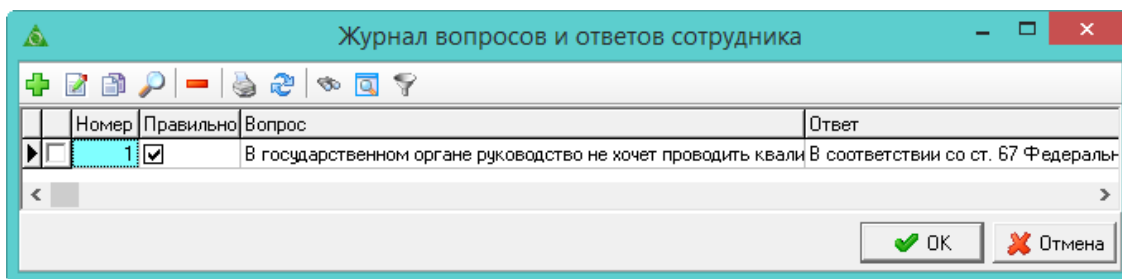 Журнал вопросов и ответов сотрудника
Номер Правильно Вопрос Ответ
1 В государственном органе руководство не хочет проводить квали В соответствии со ст. 67 Федеральн
OK Отмена